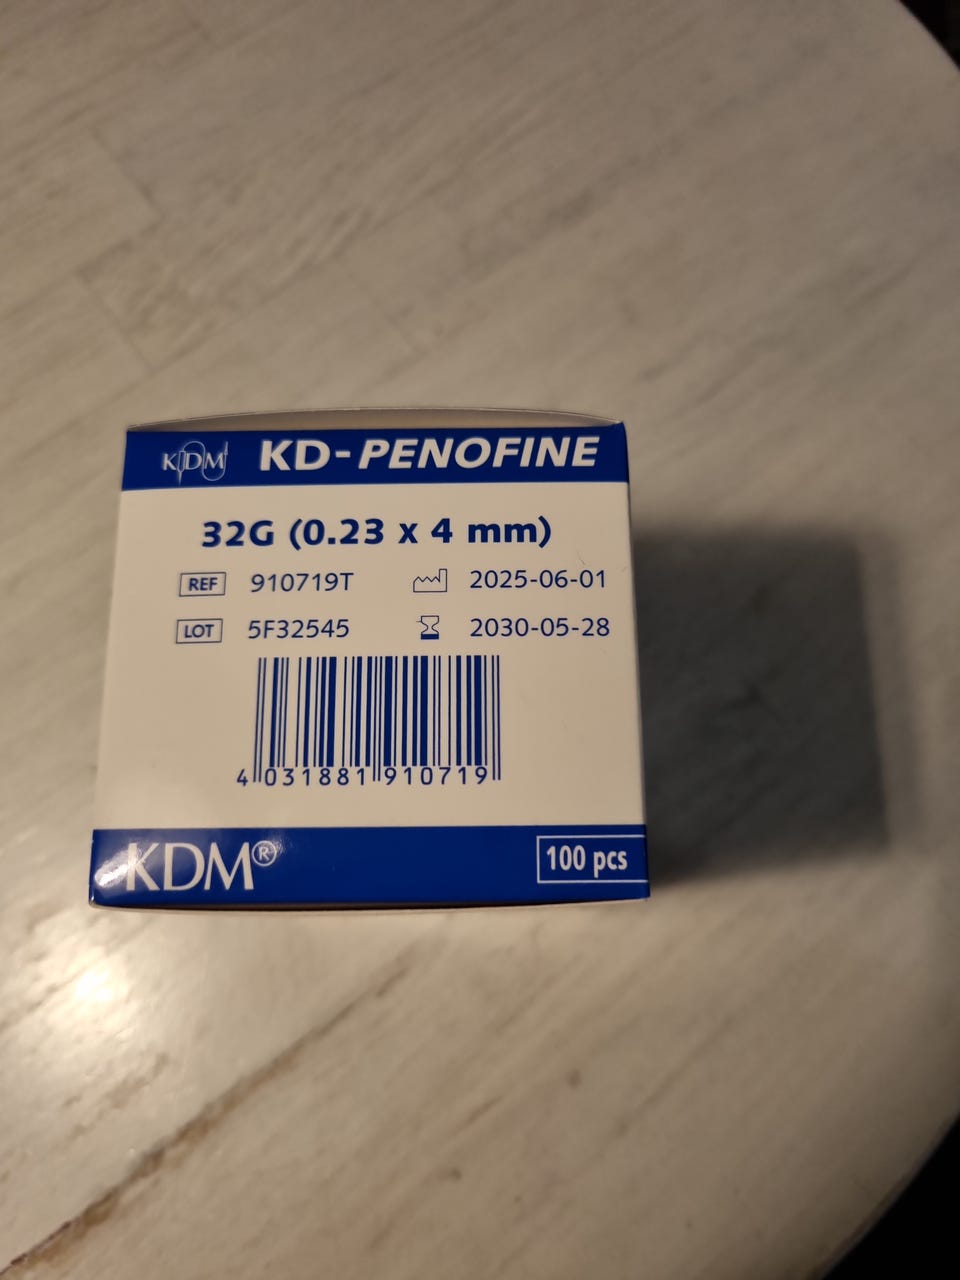 KDM KD-PENOFINE
32G (0.23 x 4 mm)
REF 910719T 2025-06-01
LOT 5F32545 2030-05-28
4 031881 910719
KDM® 100 pcs